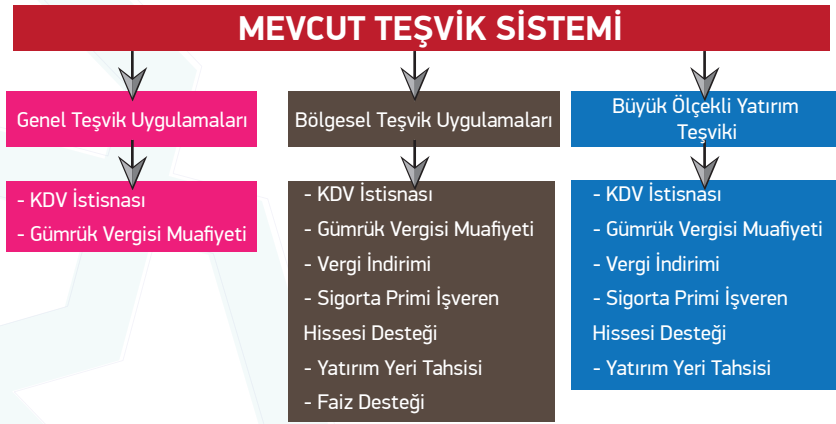 MEVCUT TEŞVİK SİSTEMİ
Genel Teşvik Uygulamaları
- KDV İstisnası
- Gümrük Vergisi Muafiyeti
Bölgesel Teşvik Uygulamaları
- KDV İstisnası
- Gümrük Vergisi Muafiyeti
- Vergi İndirimi
- Sigorta Primi İşveren
Hissesi Desteği
- Yatırım Yeri Tahsisi
- Faiz Desteği
Büyük Ölçekli Yatırım
Teşviki
- KDV İstisnası
- Gümrük Vergisi Muafiyeti
- Vergi İndirimi
- Sigorta Primi İşveren
Hissesi Desteği
- Yatırım Yeri Tahsisi